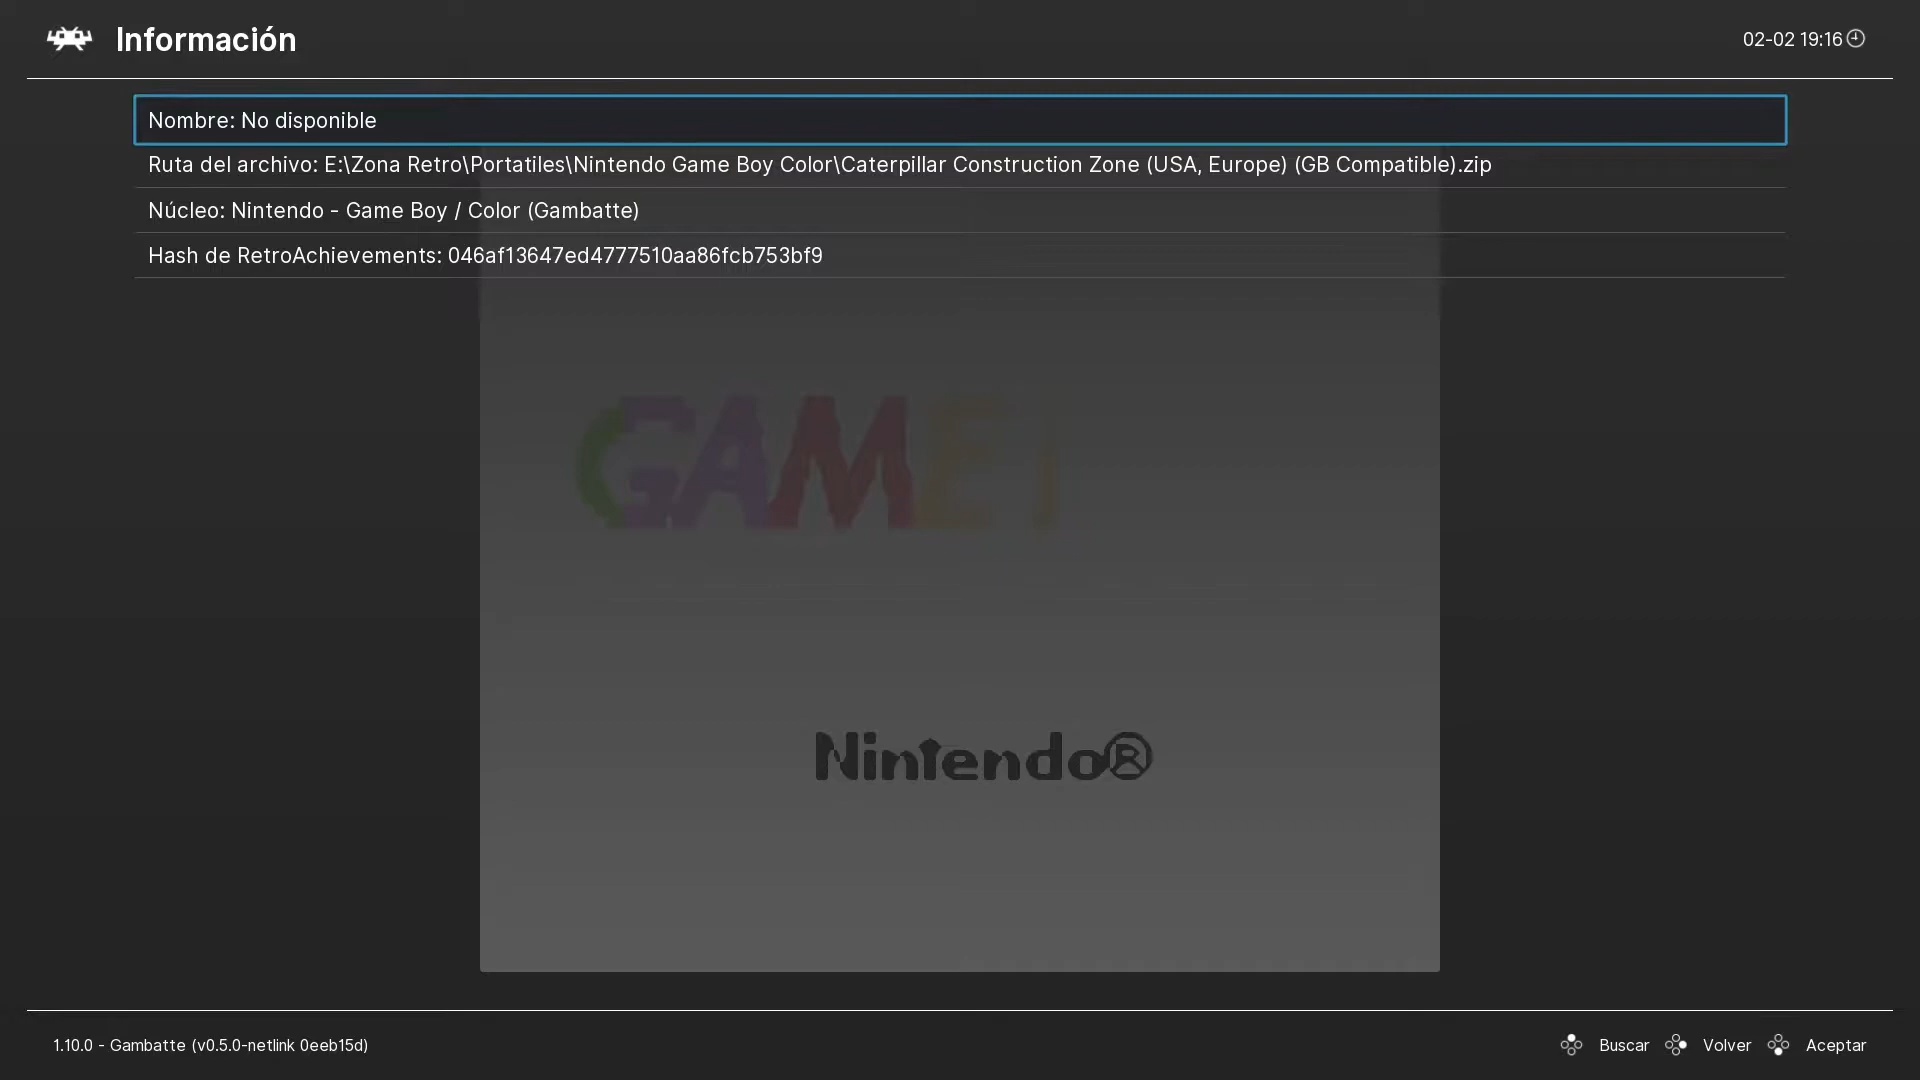 Información
02-02 19:16
Nombre: No disponible
Ruta del archivo: E:\Zona Retro\Portatiles\Nintendo Game Boy Color\Caterpillar Construction Zone (USA, Europe) (GB Compatible).zip
Núcleo: Nintendo - Game Boy / Color (Gambatte)
Hash de RetroAchievements: 046af13647ed4777510aa86fcb753bf9
GAME
Nintendo®
1.10.0 - Gambatte (v0.5.0-netlink 0eeb15d)
Buscar
Volver
Aceptar